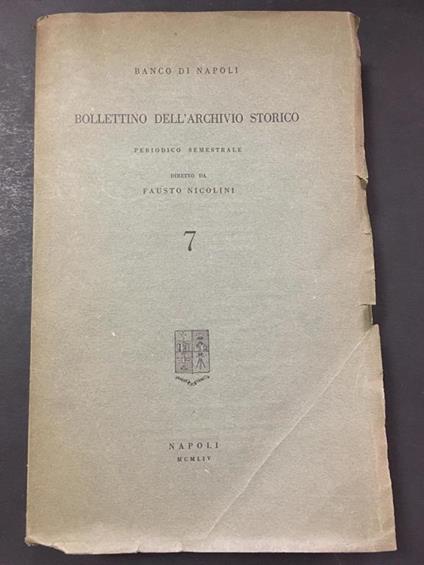 BANCO DI NAPOLI
BOLLETTINO DELL'ARCHIVIO STORICO
PERIODICO SEMESTRALE
DIRETTO DA
FAUSTO NICOLINI
7
NAPOLI
MCMLIV